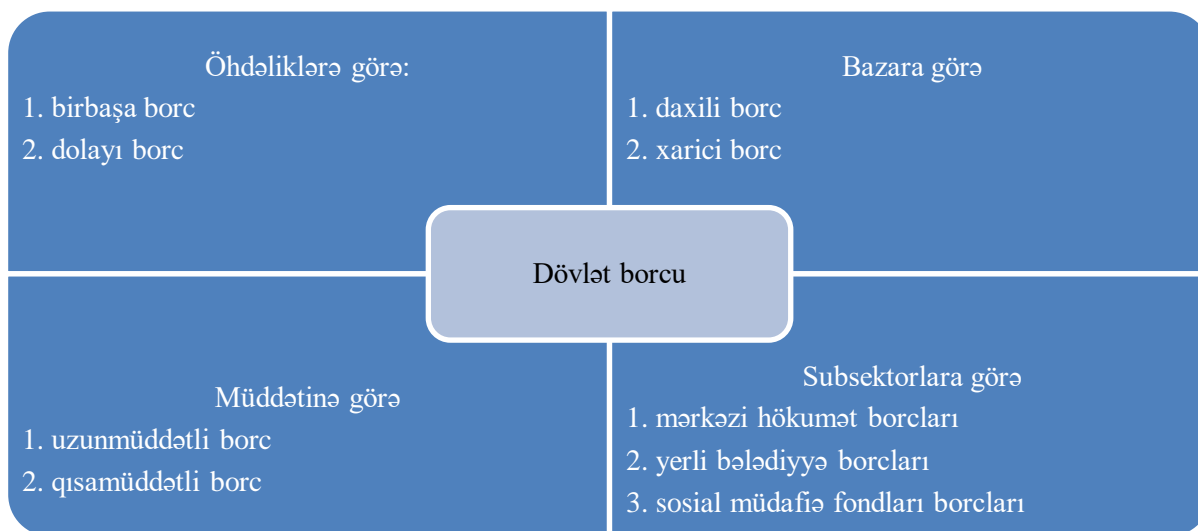 Öhdəliklərə görə:
1. birbaşa borc
2. dolayı borc
Bazara görə
1. daxili borc
2. xarici borc
Dövlət borcu
Müddətinə görə
1. uzunmüddətli borc
2. qısamüddətli borc
Subsektorlara görə
1. mərkəzi hökumət borcları
2. yerli bələdiyyə borcları
3. sosial müdafiə fondları borcları